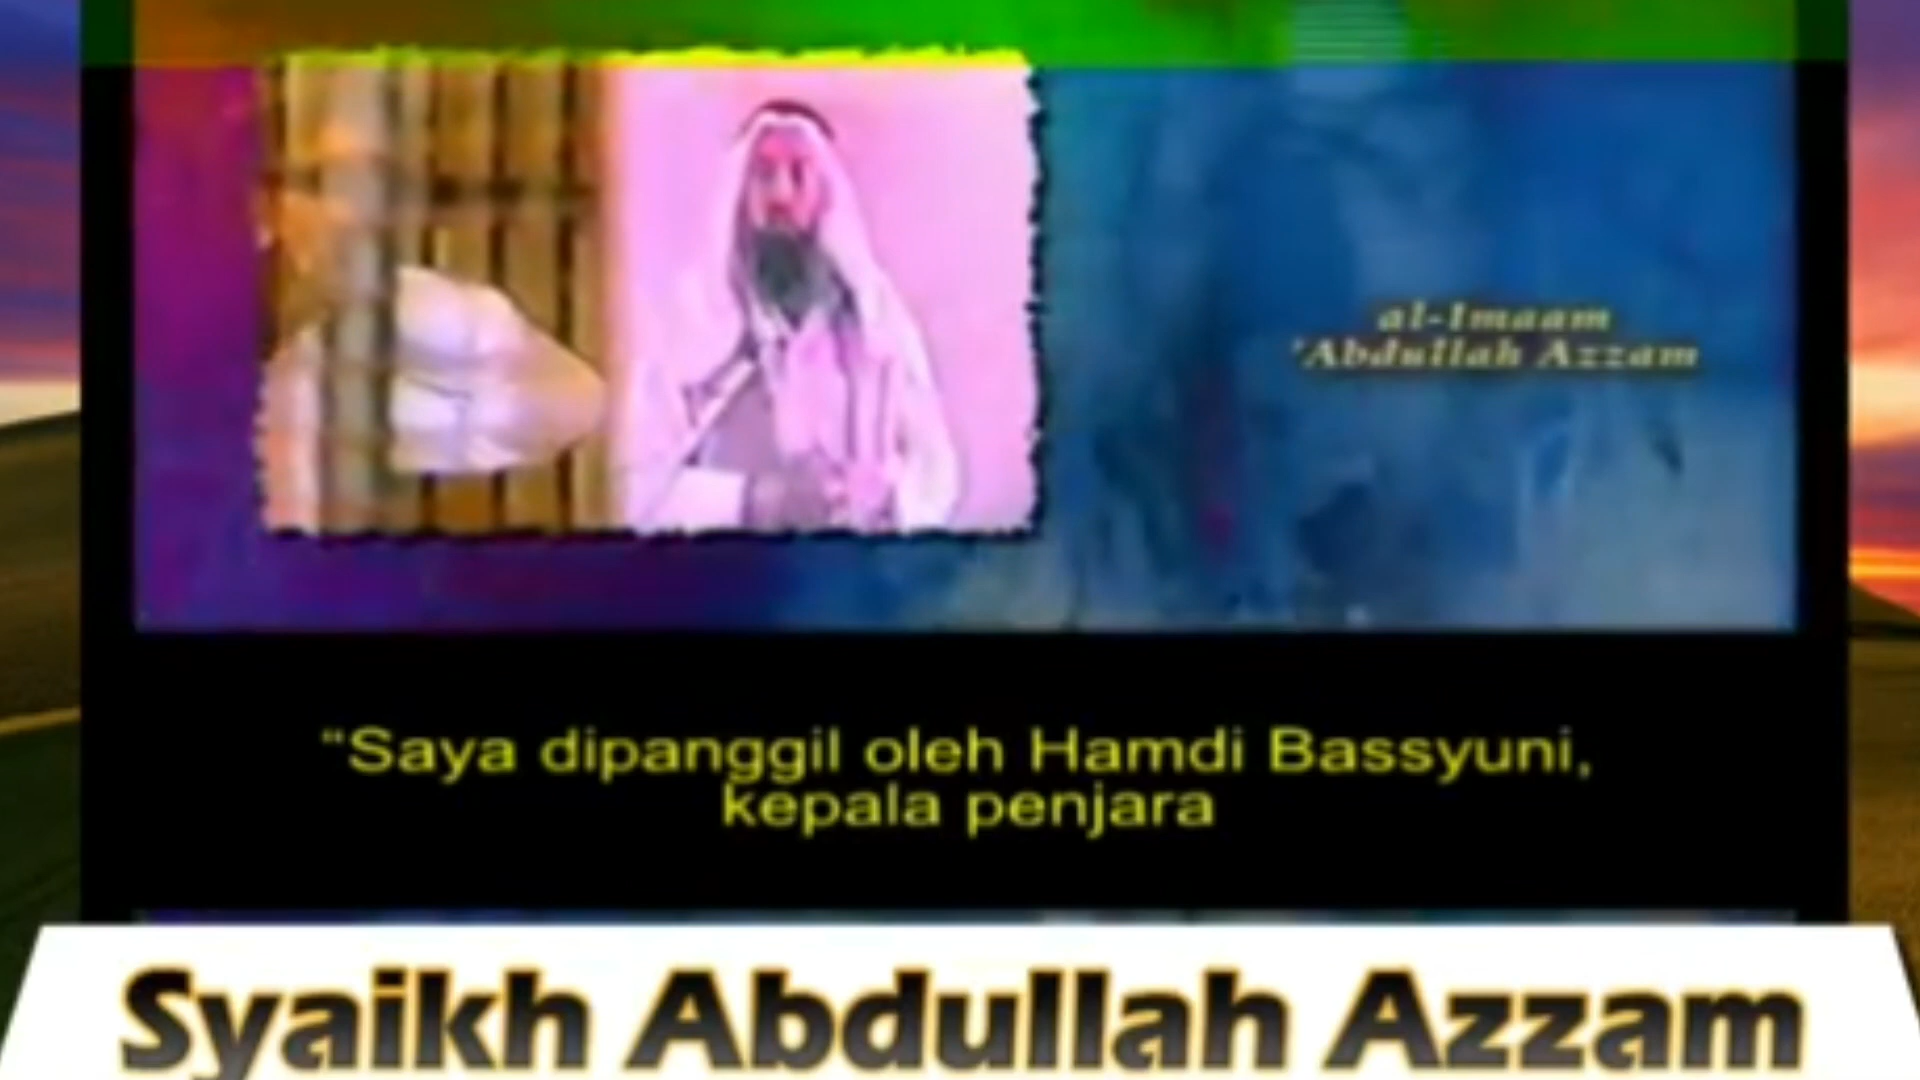 al-Imaam
'Abdullah Azzam
"Saya dipanggil oleh Hamdi Bassyuni,
kepala penjara
Syaikh Abdullah Azzam